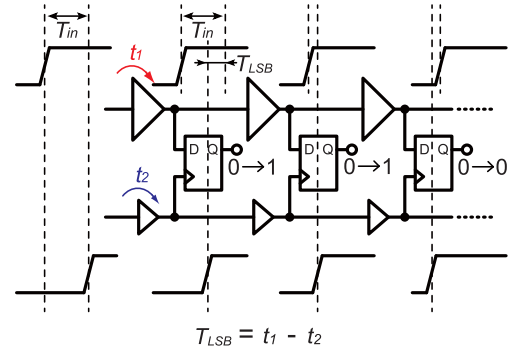 T_in T_in
t_1 T_LSB
D Q D Q D Q
0→1 0→1 0→0
t_2
T_LSB = t_1 - t_2